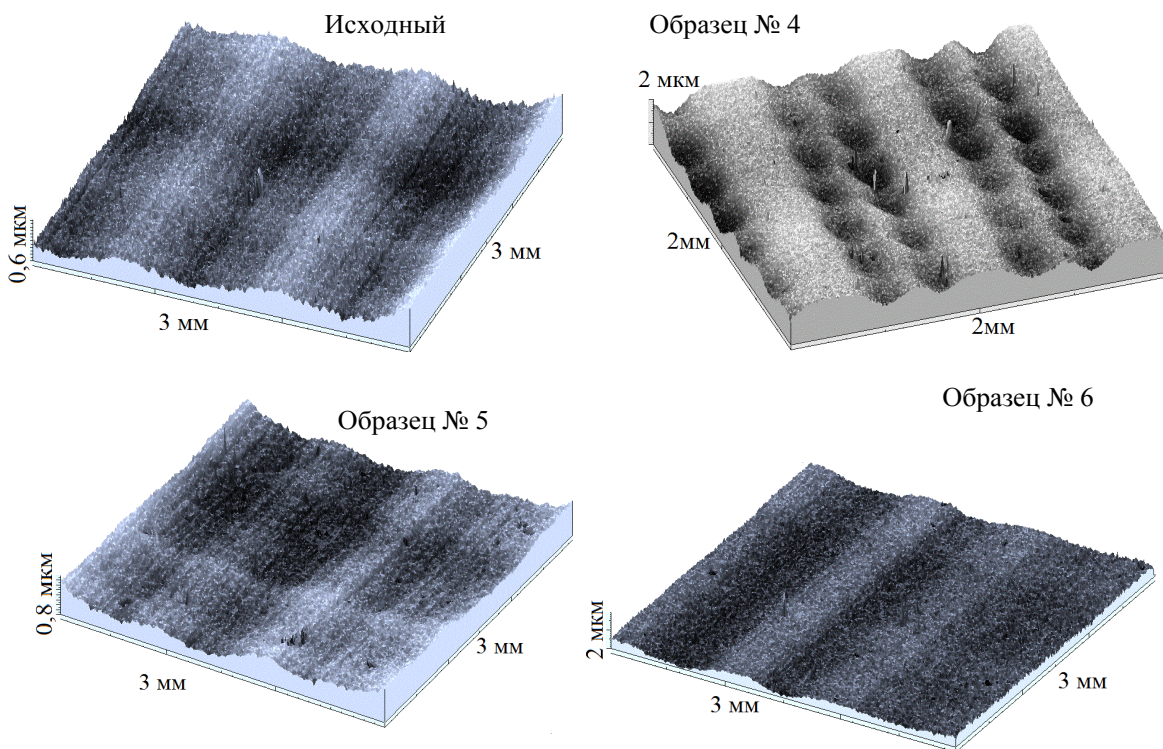 Исходный
0,6 мкм
3 мм
3 мм
Образец № 4
2 мкм
2мм
2мм
Образец № 5
0,8 мкм
3 мм
3 мм
Образец № 6
2 мкм
3 мм
3 мм